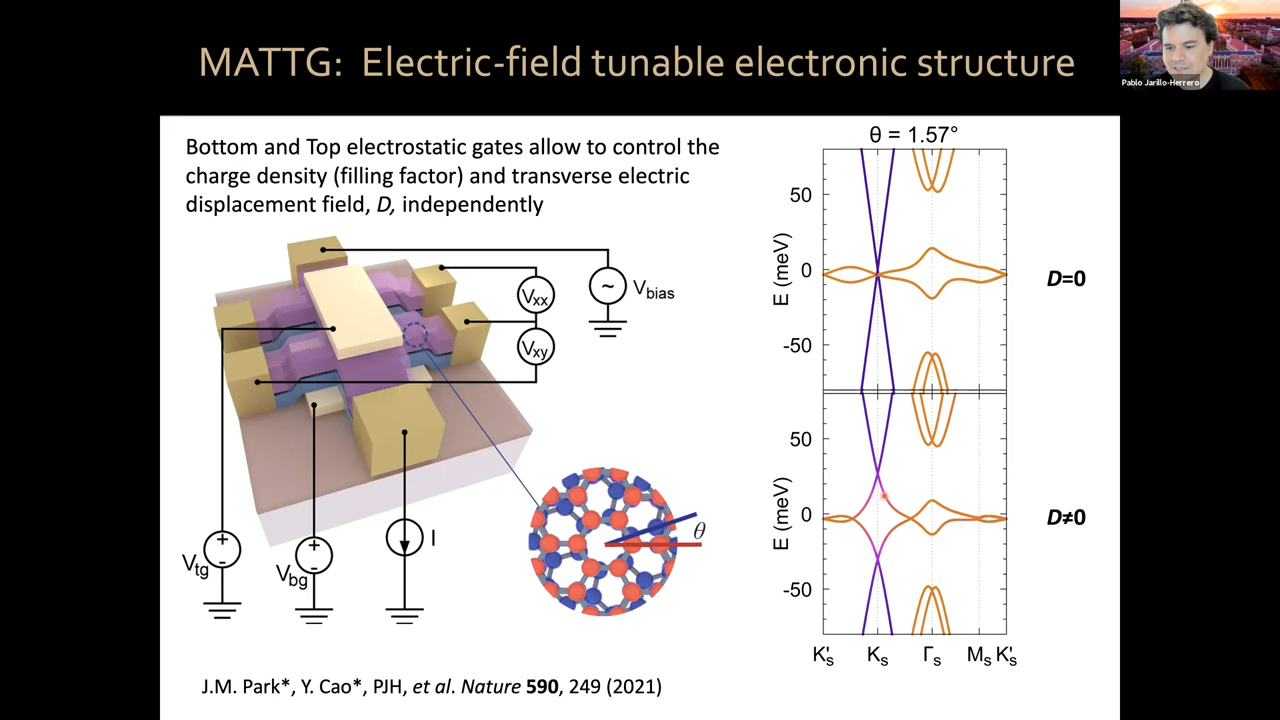 MATTG: Electric-field tunable electronic structure
Pablo Jarillo-Herrero
Bottom and Top electrostatic gates allow to control the
charge density (filling factor) and transverse electric
displacement field, D, independently
Vxx
Vxy
~
Vbias
+
-
Vtg
+
-
Vbg
I
θ
θ = 1.57°
E (meV)
50
0
-50
D=0
E (meV)
50
0
-50
D≠0
K's Ks Γs Ms K's
J.M. Park*, Y. Cao*, PJH, et al. Nature 590, 249 (2021)